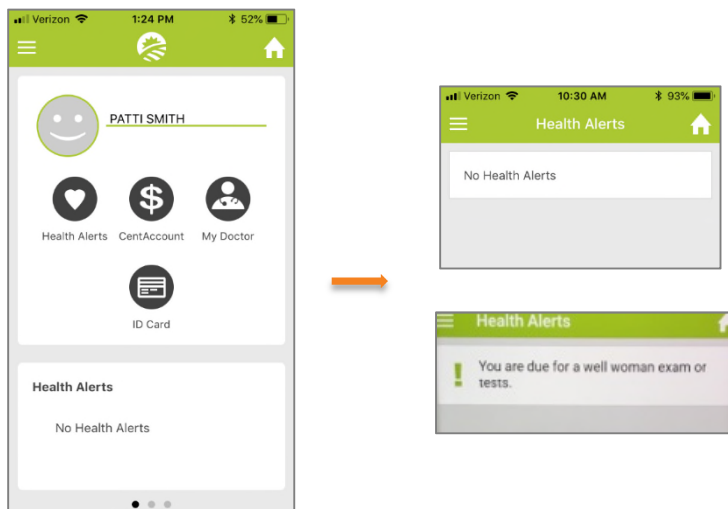 Verizon 1:24 PM 52%
PATTI SMITH
$
Health Alerts CentAccount My Doctor
ID Card
Health Alerts
No Health Alerts
Verizon 10:30 AM 93%
Health Alerts
No Health Alerts
Health Alerts
! You are due for a well woman exam or
tests.